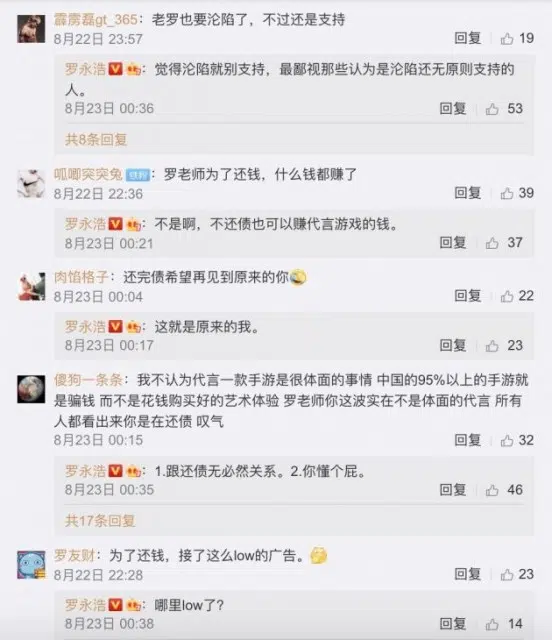 霹雳磊gt_365：老罗也要沦陷了，不过还是支持
8月22日 23:57 回复 19
罗永浩：觉得沦陷就别支持，最鄙视那些认为是沦陷还无原则支持的
人。
8月23日 00:36 回复 53
共8条回复
呱唧突突兔：罗老师为了还钱，什么钱都赚了
8月22日 22:36 回复 39
罗永浩：不是啊，不还债也可以赚代言游戏的钱。
8月23日 00:21 回复 37
肉馅格子：还完债希望再见到原来的你
8月23日 00:04 回复 22
罗永浩：这就是原来的我。
8月23日 00:17 回复 23
傻狗一条条：我不认为代言一款手游是很体面的事情 中国的95%以上的手游就
是骗钱 而不是花钱购买好的艺术体验 罗老师你这波实在不是体面的代言 所有
人都看出来你是在还债 叹气
8月23日 00:15 回复 32
罗永浩：1.跟还债无必然关系。2.你懂个屁。
8月23日 00:35 回复 46
共17条回复
罗友财：为了还钱，接了这么low的广告。
8月22日 22:28 回复 23
罗永浩：哪里low了?
8月23日 00:38 回复 14